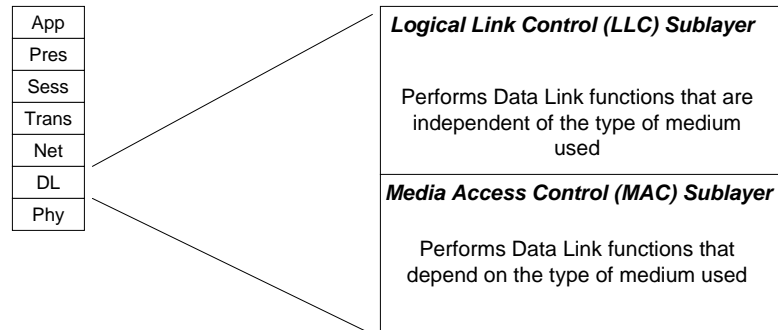 App
Pres
Sess
Trans
Net
DL
Phy
Logical Link Control (LLC) Sublayer
Performs Data Link functions that are
independent of the type of medium
used
Media Access Control (MAC) Sublayer
Performs Data Link functions that
depend on the type of medium used